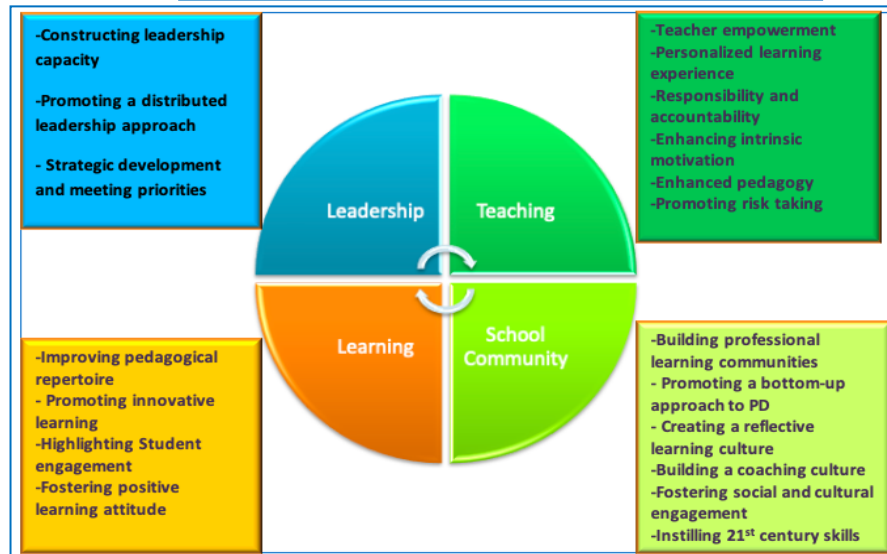 -Constructing leadership
capacity
-Promoting a distributed
leadership approach
- Strategic development
and meeting priorities
-Teacher empowerment
-Personalized learning
experience
-Responsibility and
accountability
-Enhancing intrinsic
motivation
-Enhanced pedagogy
-Promoting risk taking
Leadership
Teaching
Learning
School
Community
-Improving pedagogical
repertoire
- Promoting innovative
learning
-Highlighting Student
engagement
-Fostering positive
learning attitude
-Building professional
learning communities
- Promoting a bottom-up
approach to PD
- Creating a reflective
learning culture
-Building a coaching culture
-Fostering social and cultural
engagement
-Instilling 21st century skills